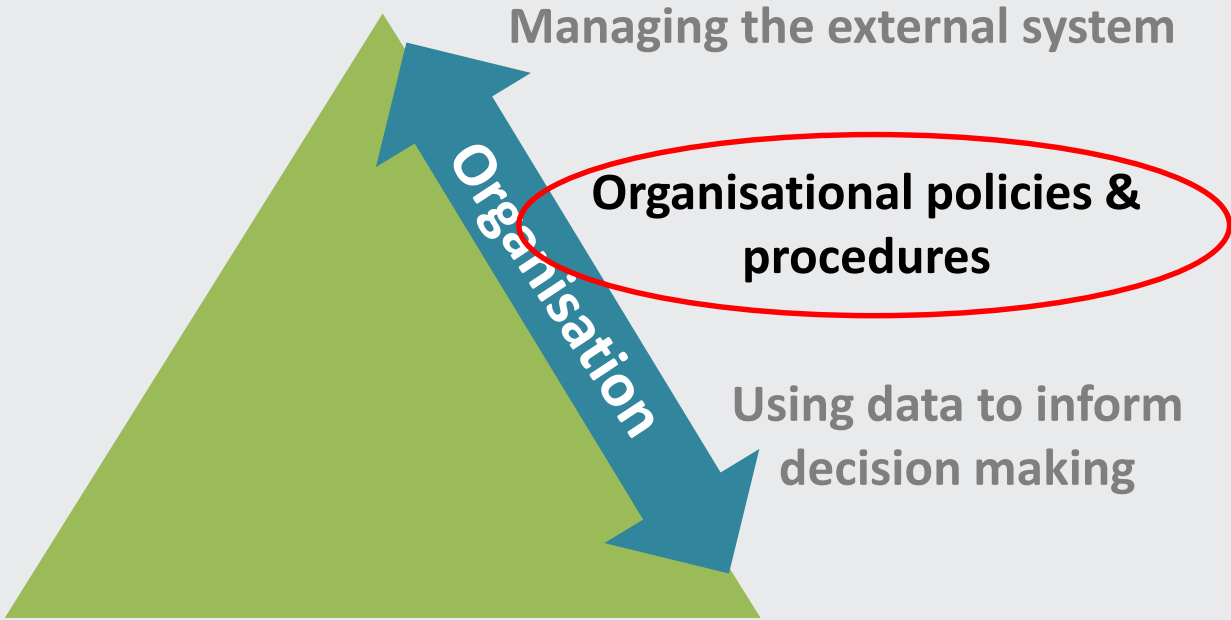 Managing the external system
Organisational policies &
procedures
Organisation
Using data to inform
decision making